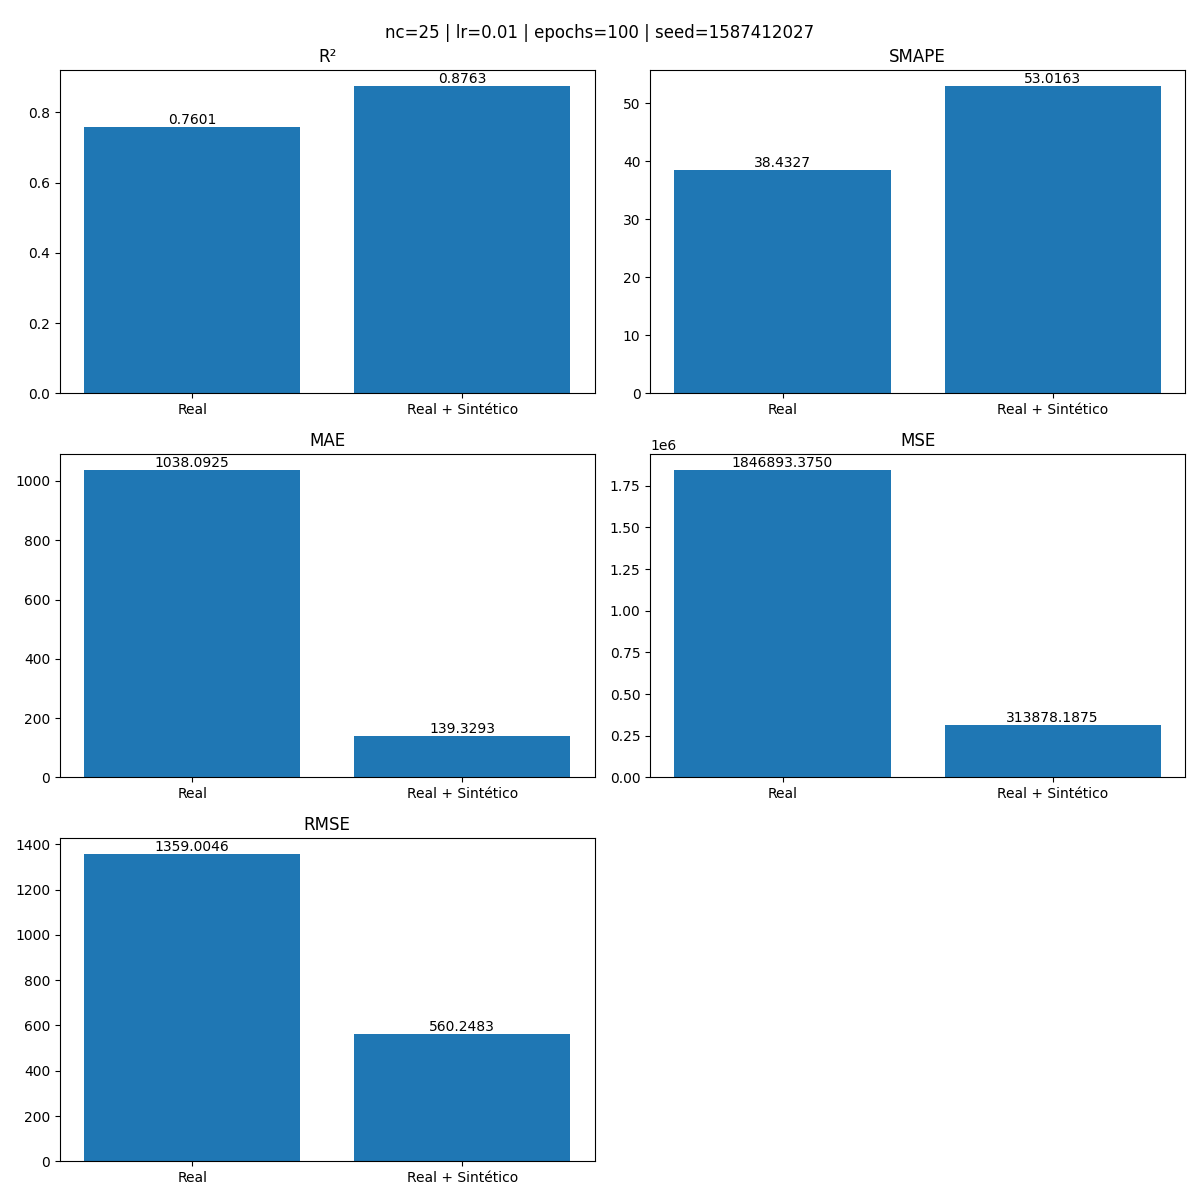 nc=25 | lr=0.01 | epochs=100 | seed=1587412027
R²
0.8
0.6
0.4
0.2
0.0
0.7601
0.8763
Real
Real + Sintético
SMAPE
50
40
30
20
10
0
38.4327
53.0163
Real
Real + Sintético
MAE
1000
800
600
400
200
0
1038.0925
139.3293
Real
Real + Sintético
MSE
1e6
1.75
1.50
1.25
1.00
0.75
0.50
0.25
0.00
1846893.3750
313878.1875
Real
Real + Sintético
RMSE
1400
1200
1000
800
600
400
200
0
1359.0046
560.2483
Real
Real + Sintético